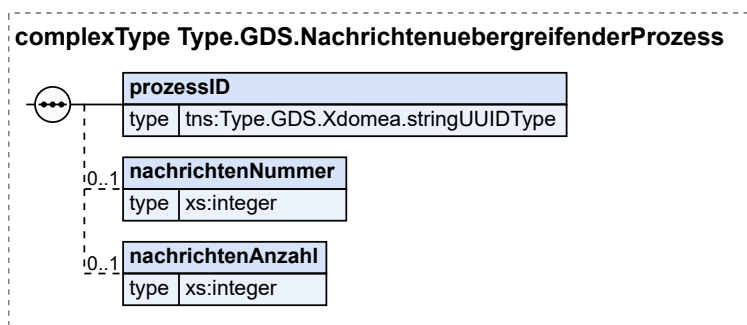 complexType Type.GDS.NachrichtenuebergreifenderProzess
prozessID
type tns:Type.GDS.Xdomea.stringUUIDType
0..1 nachrichtenNummer
type xs:integer
0..1 nachrichtenAnzahl
type xs:integer